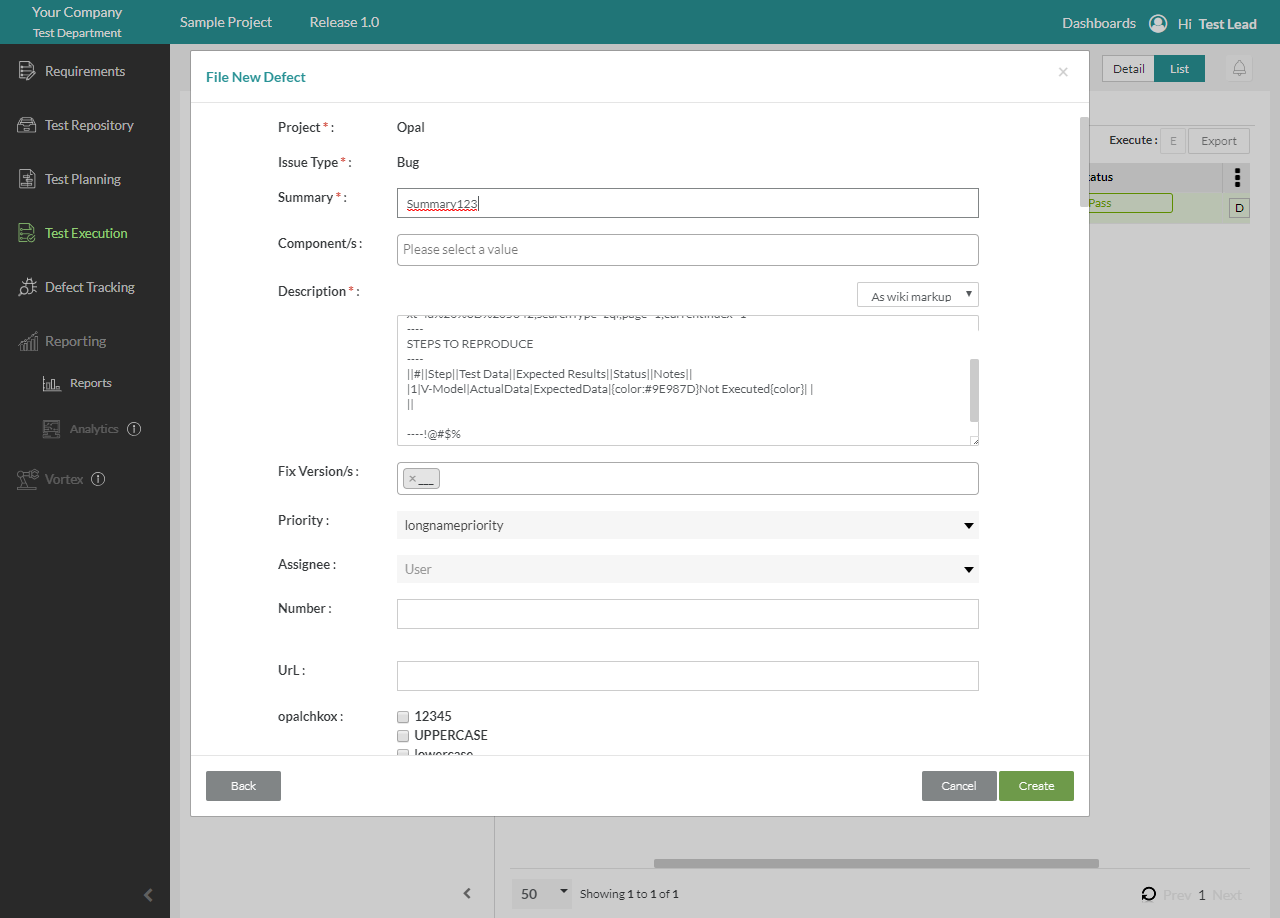 Your Company
Test Department
Sample Project
Release 1.0
Dashboards
Hi Test Lead
Requirements
Test Repository
Test Planning
Test Execution
Defect Tracking
Reporting
Reports
Analytics
Vortex
Detail
List
Execute :
E
Export
atus
Pass
D
File New Defect
×
Project* :
Opal
Issue Type* :
Bug
Summary* :
Summary123
Component/s :
Please select a value
Description* :
As wiki markup
----
STEPS TO REPRODUCE
----
||#||Step||Test Data||Expected Results||Status||Notes||
|1|V-Model|ActualData|ExpectedData|{color:#9E987D}Not Executed{color}| |
||
----!@#$%
Fix Version/s :
× ___
Priority :
longnamepriority
Assignee :
User
Number :
UrL :
opalchkox :
12345
UPPERCASE
lowercase
Back
Cancel
Create
50
Showing 1 to 1 of 1
Prev 1 Next